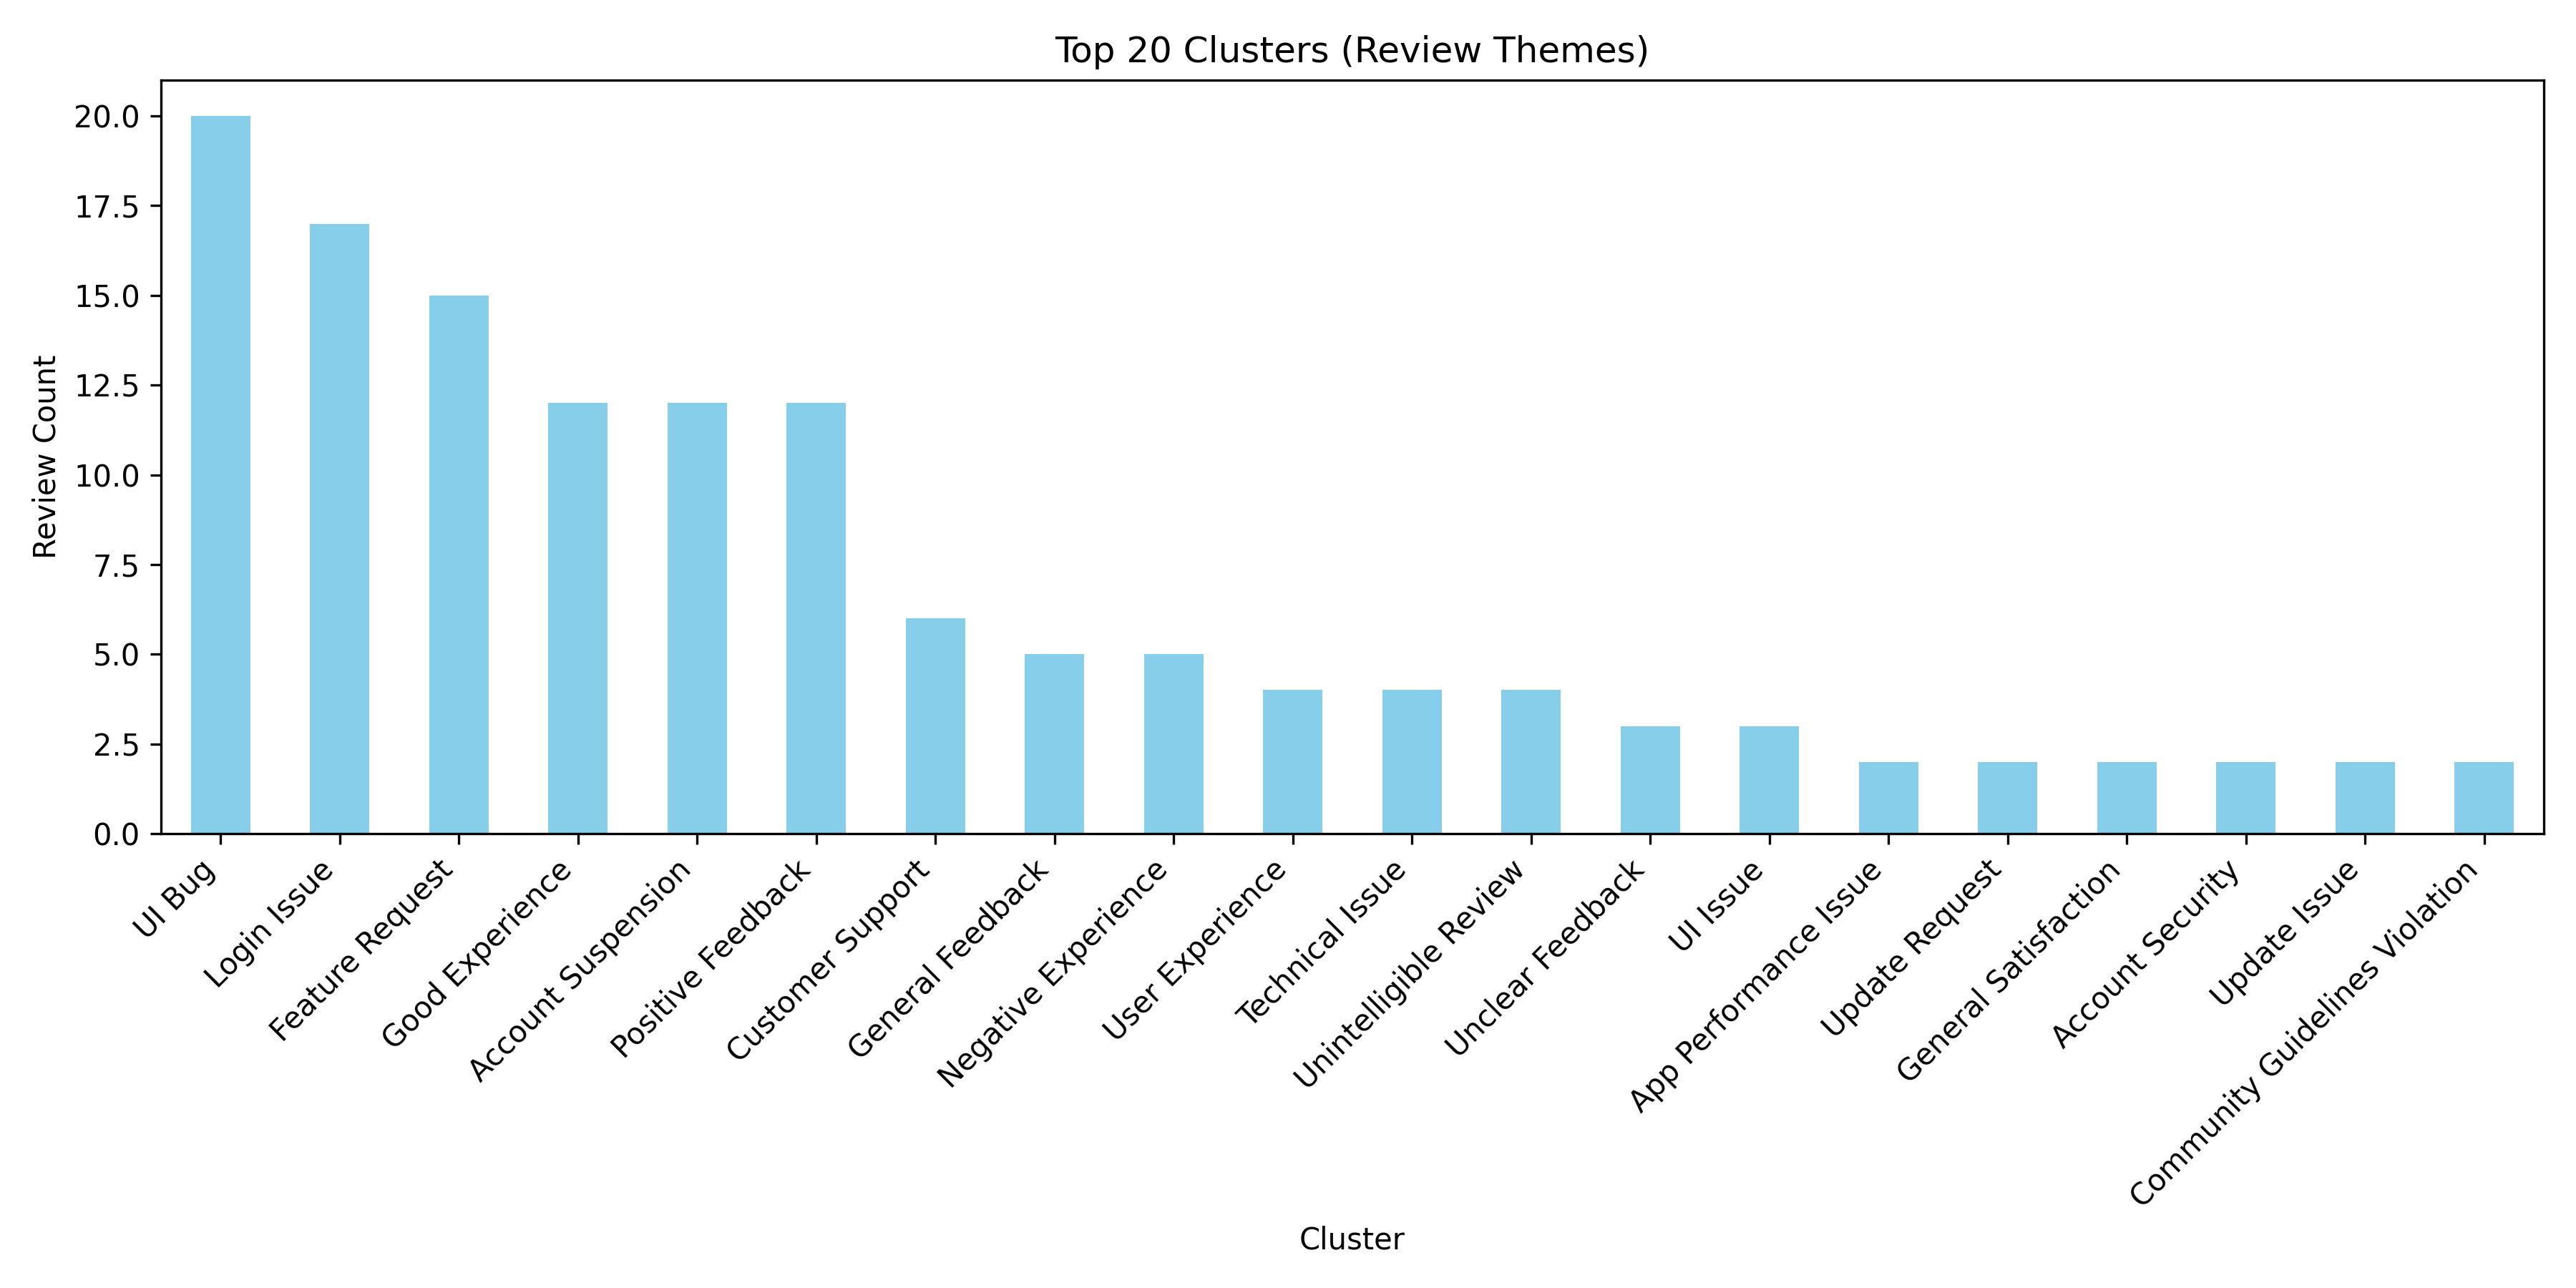 Top 20 Clusters (Review Themes)
Review Count
20.0
17.5
15.0
12.5
10.0
7.5
5.0
2.5
0.0
UI Bug
Login Issue
Feature Request
Good Experience
Account Suspension
Positive Feedback
Customer Support
General Feedback
Negative Experience
User Experience
Technical Issue
Unintelligible Review
Unclear Feedback
UI Issue
App Performance Issue
Update Request
General Satisfaction
Account Security
Update Issue
Community Guidelines Violation
Cluster